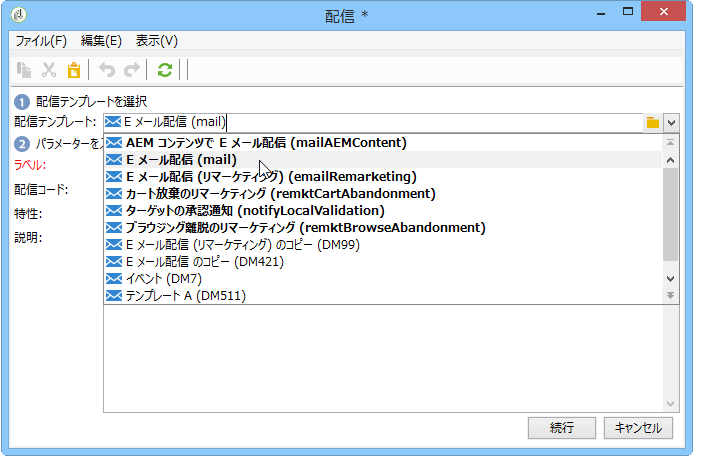 配信 *
ファイル(F) 編集(E) 表示(V)
1 配信テンプレートを選択
配信テンプレート: E メール配信 (mail)
2 パラメーターを
AEM コンテンツで E メール配信 (mailAEMContent)
ラベル: E メール配信 (mail)
E メール配信 (リマーケティング) (emailRemarketing)
配信コード: カート放棄のリマーケティング (remktCartAbandonment)
特性: ターゲットの承認通知 (notifyLocalValidation)
ブラウジング離脱のリマーケティング (remktBrowseAbandonment)
説明: E メール配信 (リマーケティング) のコピー (DM99)
E メール配信 のコピー (DM421)
イベント (DM7)
テンプレート A (DM511)
続行 キャンセル